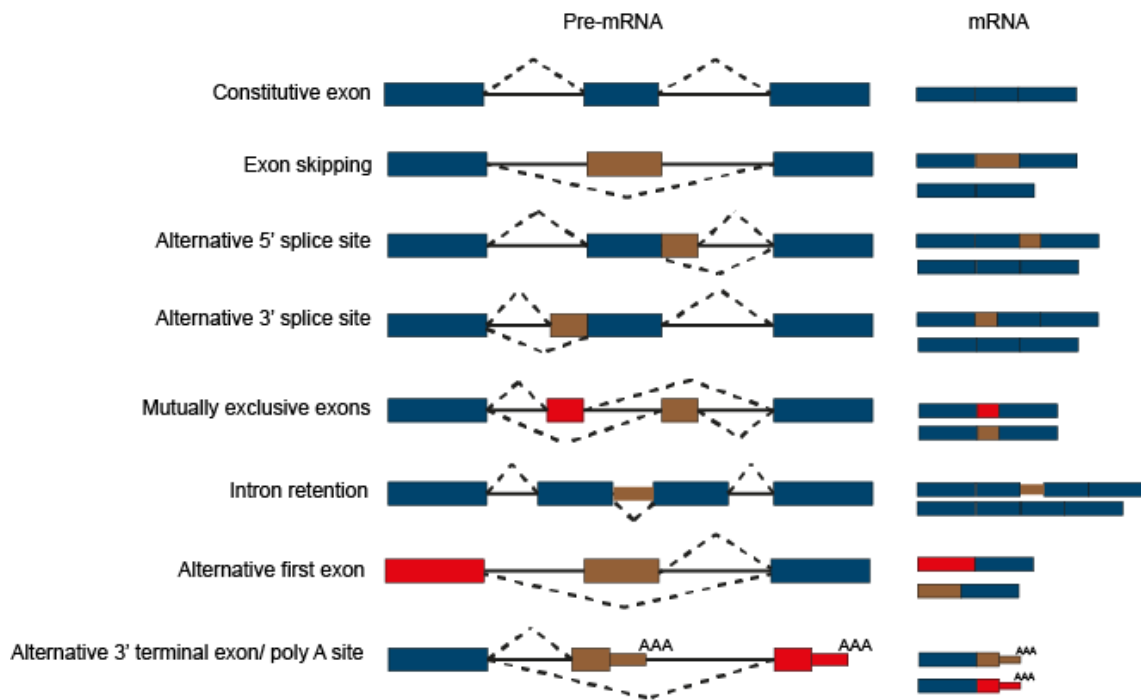 Pre-mRNA mRNA
Constitutive exon
Exon skipping
Alternative 5' splice site
Alternative 3' splice site
Mutually exclusive exons
Intron retention
Alternative first exon
Alternative 3' terminal exon/ poly A site
AAA AAA
AAA
AAA